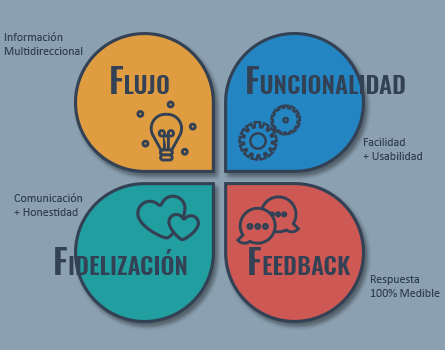 Información
Multidireccional
FLUJO
FUNCIONALIDAD
Facilidad
+ Usabilidad
Comunicación
+ Honestidad
FIDELIZACIÓN
FEEDBACK
Respuesta
100% Medible